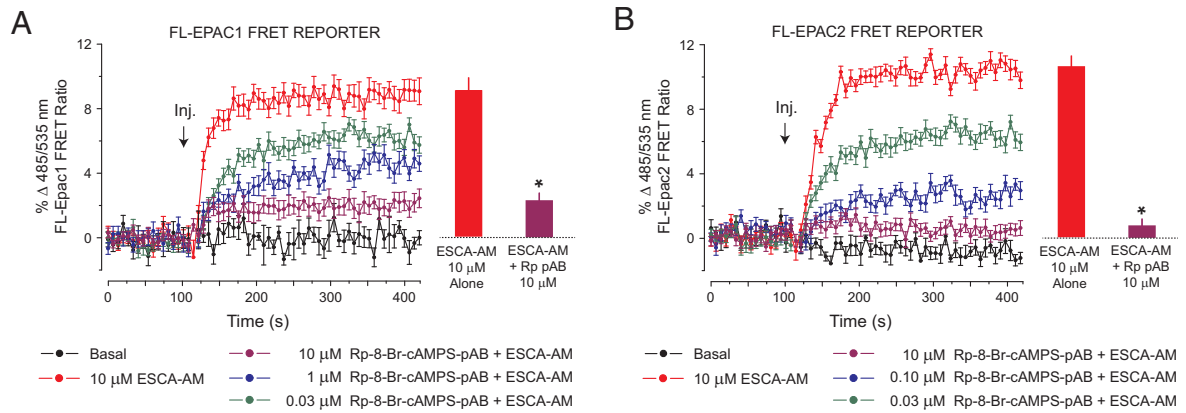 A
FL-EPAC1 FRET REPORTER
% Δ 485/535 nm
FL-Epac1 FRET Ratio
12
8
4
0
Inj.
0
100
200
300
400
Time (s)
*
ESCA-AM
10 μM
Alone
ESCA-AM
+ Rp pAB
10 μM
Basal
10 μM ESCA-AM
10 μM Rp-8-Br-cAMPS-pAB + ESCA-AM
1 μM Rp-8-Br-cAMPS-pAB + ESCA-AM
0.03 μM Rp-8-Br-cAMPS-pAB + ESCA-AM
B
FL-EPAC2 FRET REPORTER
% Δ 485/535 nm
FL-Epac2 FRET Ratio
12
8
4
0
Inj.
0
100
200
300
400
Time (s)
*
ESCA-AM
10 μM
Alone
ESCA-AM
+ Rp pAB
10 μM
Basal
10 μM ESCA-AM
10 μM Rp-8-Br-cAMPS-pAB + ESCA-AM
0.10 μM Rp-8-Br-cAMPS-pAB + ESCA-AM
0.03 μM Rp-8-Br-cAMPS-pAB + ESCA-AM